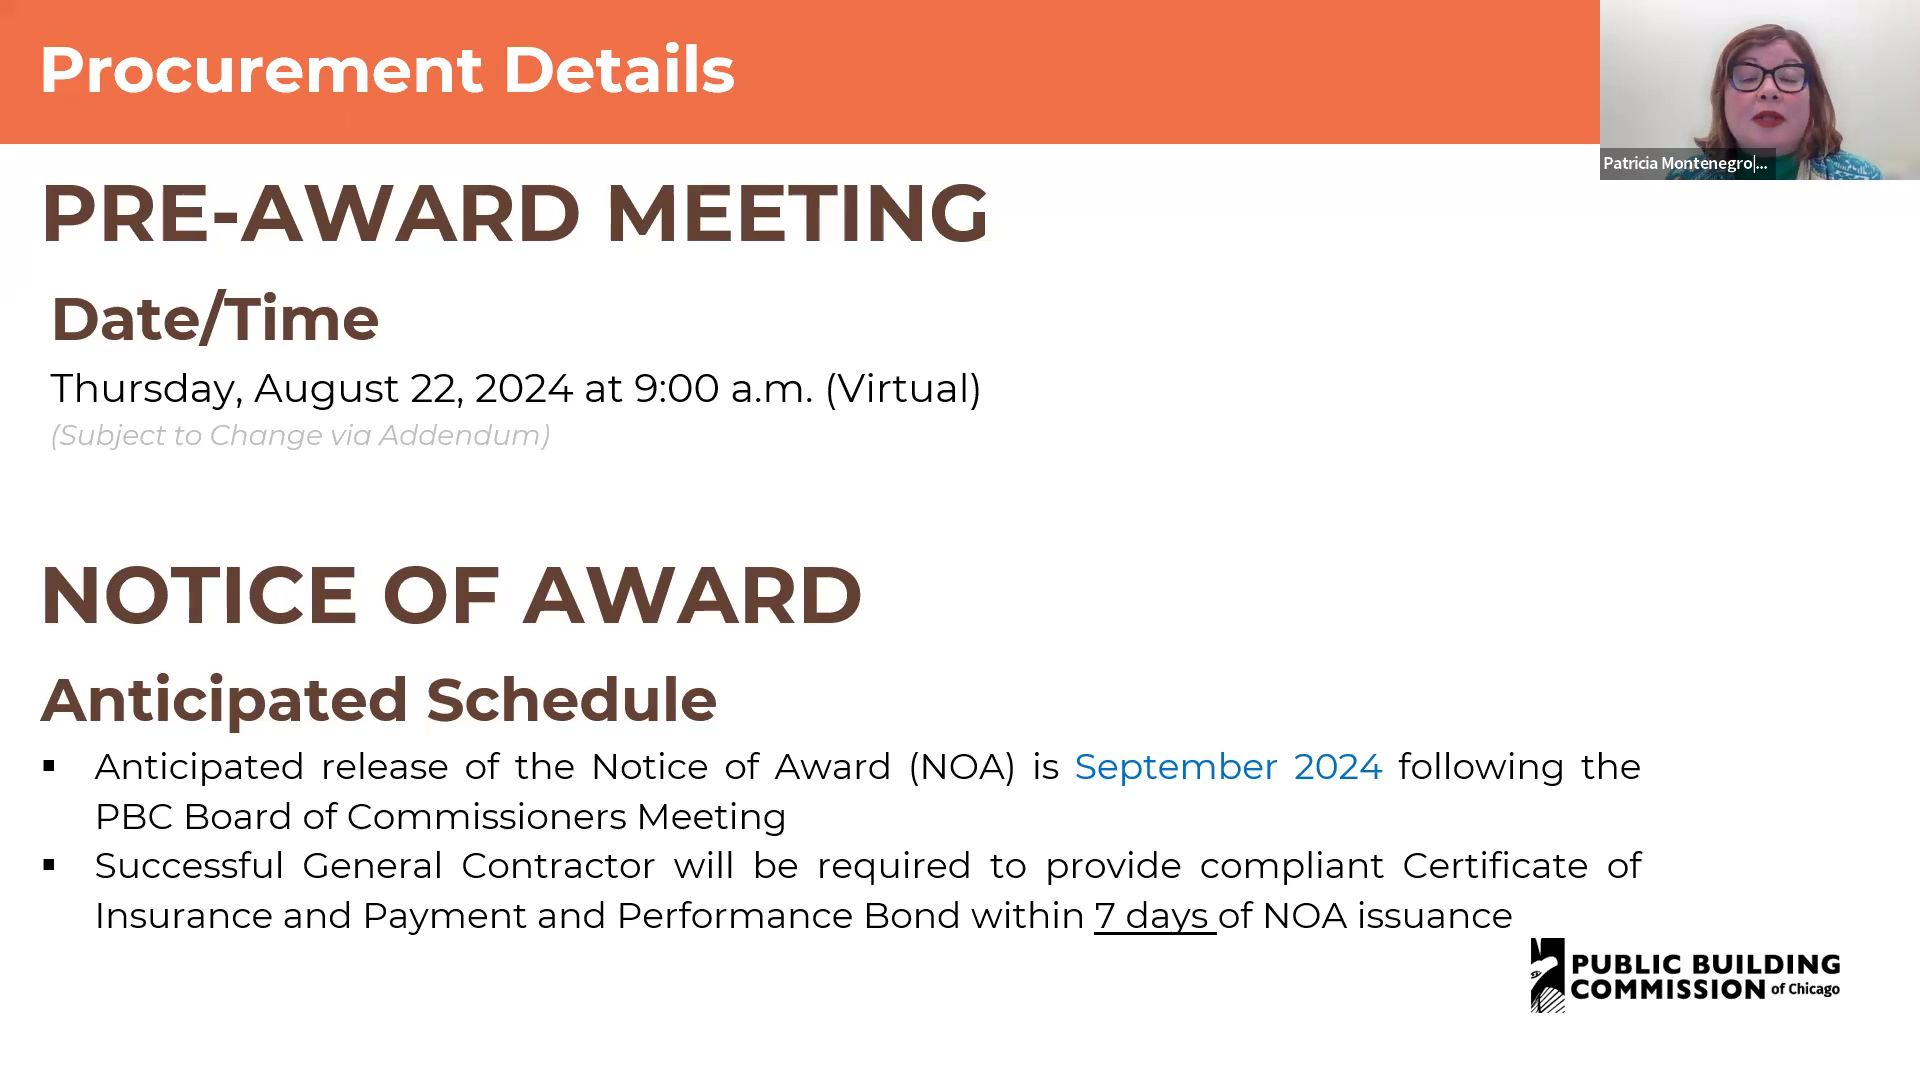 Procurement Details
Patricia Montenegro|...
PRE-AWARD MEETING
Date/Time
Thursday, August 22, 2024 at 9:00 a.m. (Virtual)
(Subject to Change via Addendum)
NOTICE OF AWARD
Anticipated Schedule
▪ Anticipated release of the Notice of Award (NOA) is September 2024 following the
PBC Board of Commissioners Meeting
▪ Successful General Contractor will be required to provide compliant Certificate of
Insurance and Payment and Performance Bond within 7 days of NOA issuance
PUBLIC BUILDING
COMMISSION of Chicago